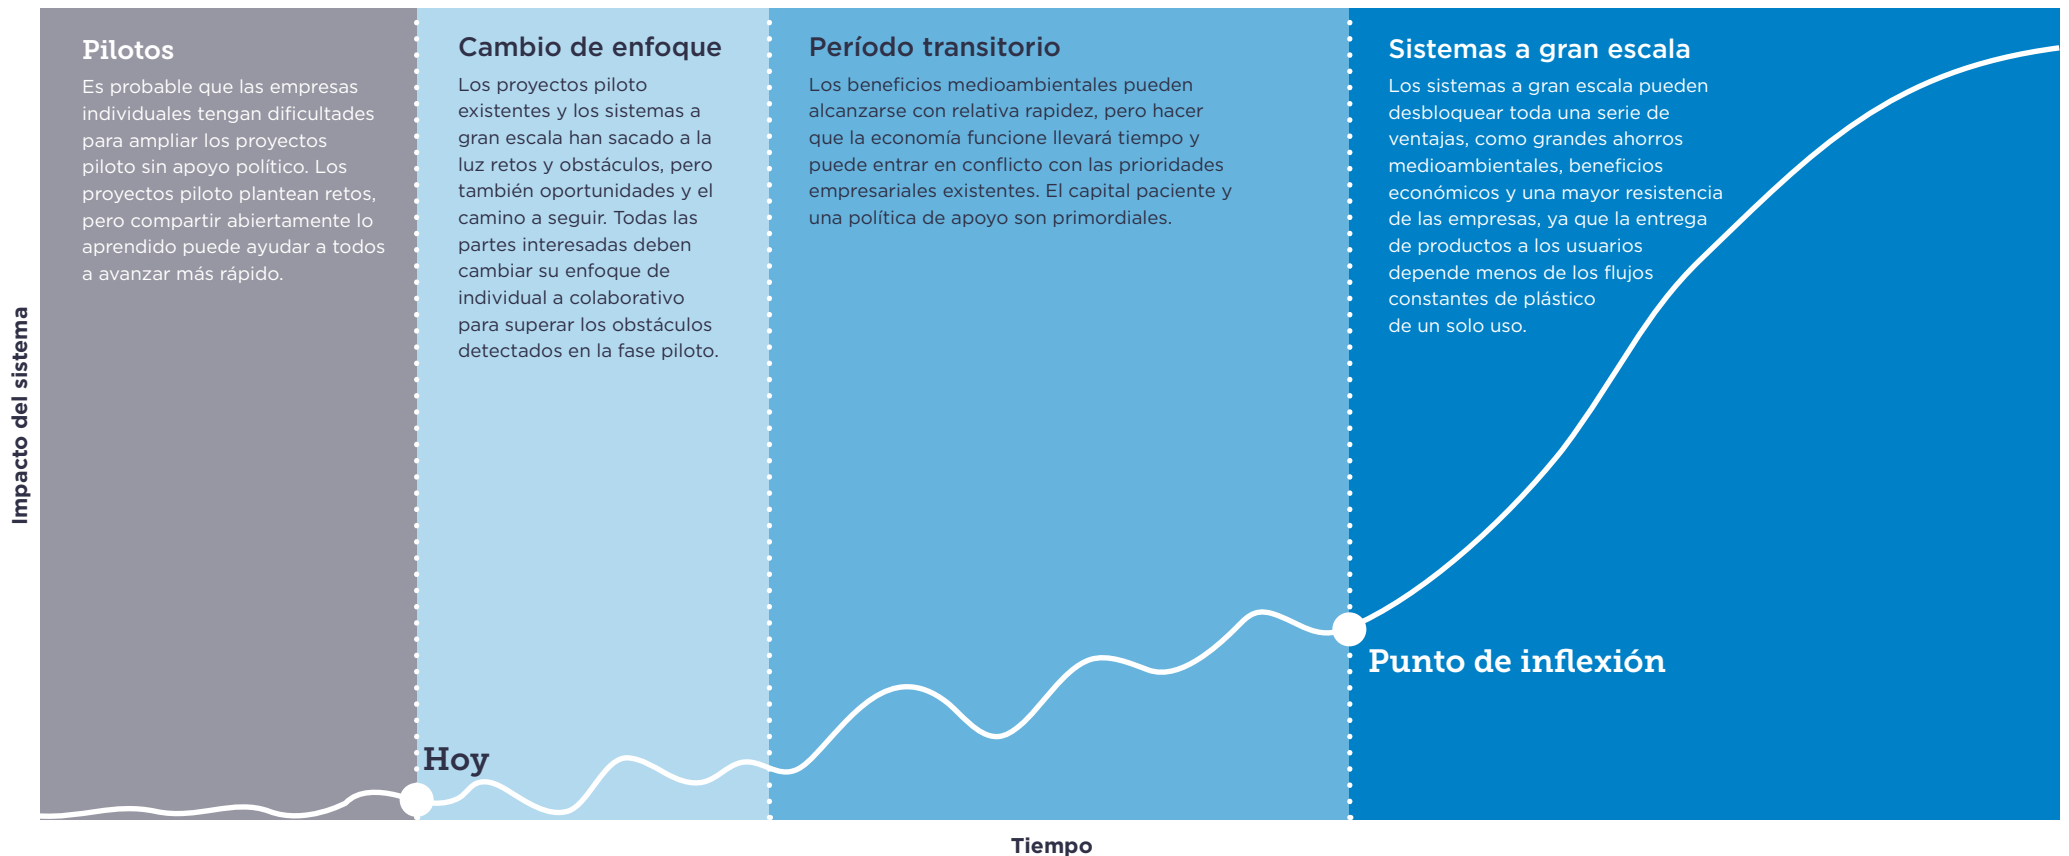 Pilotos
Es probable que las empresas
individuales tengan dificultades
para ampliar los proyectos
piloto sin apoyo político. Los
proyectos piloto plantean retos,
pero compartir abiertamente lo
aprendido puede ayudar a todos
a avanzar más rápido.
Cambio de enfoque
Los proyectos piloto
existentes y los sistemas a
gran escala han sacado a la
luz retos y obstáculos, pero
también oportunidades y el
camino a seguir. Todas las
partes interesadas deben
cambiar su enfoque de
individual a colaborativo
para superar los obstáculos
detectados en la fase piloto.
Período transitorio
Los beneficios medioambientales pueden
alcanzarse con relativa rapidez, pero hacer
que la economía funcione llevará tiempo y
puede entrar en conflicto con las prioridades
empresariales existentes. El capital paciente y
una política de apoyo son primordiales.
Sistemas a gran escala
Los sistemas a gran escala pueden
desbloquear toda una serie de
ventajas, como grandes ahorros
medioambientales, beneficios
económicos y una mayor resistencia
de las empresas, ya que la entrega
de productos a los usuarios
depende menos de los flujos
constantes de plástico
de un solo uso.
Impacto del sistema
Punto de inflexión
Hoy
Tiempo